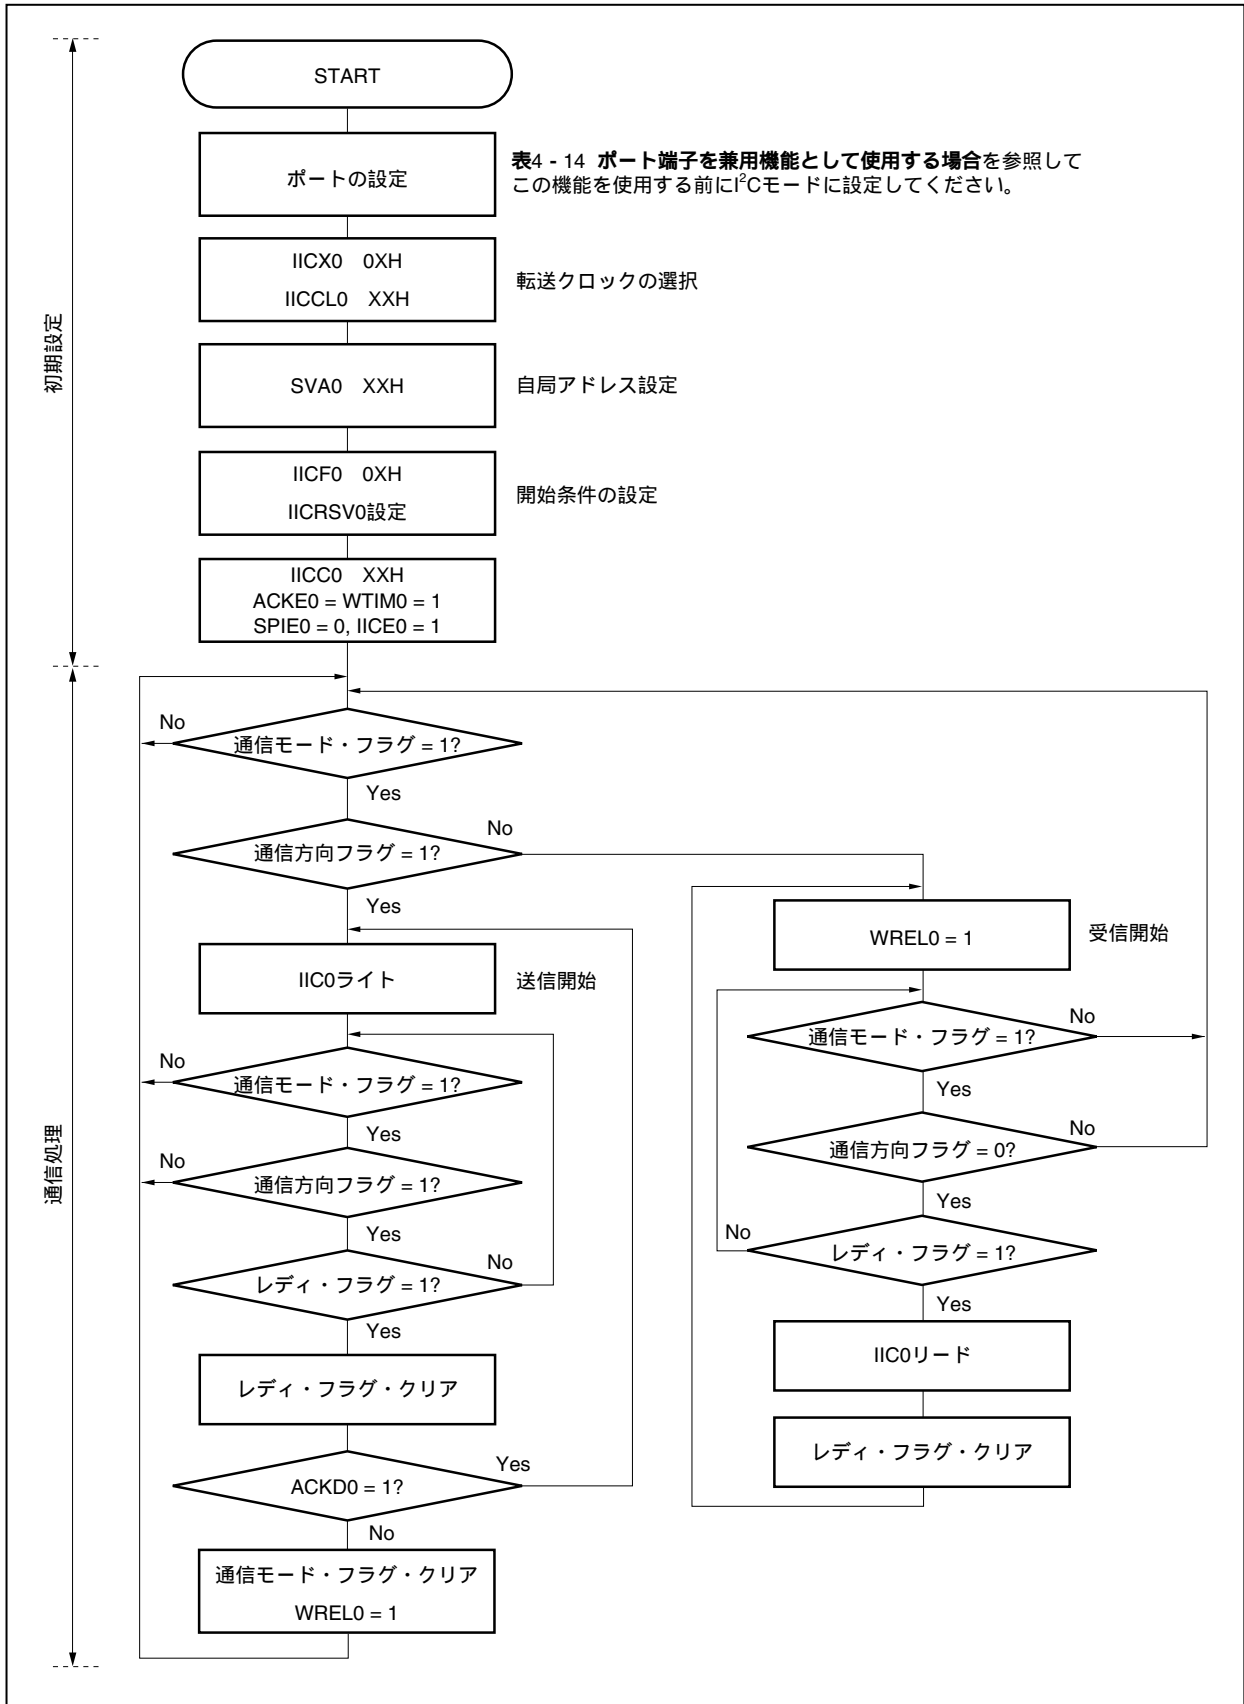 START
ポートの設定
表4 - 14 ポート端子を兼用機能として使用する場合を参照して
この機能を使用する前にI²Cモードに設定してください。
IICX0 0XH
IICCL0 XXH
転送クロックの選択
SVA0 XXH
自局アドレス設定
IICF0 0XH
IICRSV0設定
開始条件の設定
IICC0 XXH
ACKE0 = WTIM0 = 1
SPIE0 = 0, IICE0 = 1
初期設定
通信モード・フラグ = 1?
No
Yes
通信方向フラグ = 1?
No
Yes
IIC0ライト
送信開始
通信モード・フラグ = 1?
No
Yes
通信方向フラグ = 1?
No
Yes
レディ・フラグ = 1?
No
Yes
レディ・フラグ・クリア
ACKD0 = 1?
Yes
No
通信モード・フラグ・クリア
WREL0 = 1
WREL0 = 1
受信開始
通信モード・フラグ = 1?
No
Yes
通信方向フラグ = 0?
No
Yes
レディ・フラグ = 1?
No
Yes
IIC0リード
レディ・フラグ・クリア
通信処理